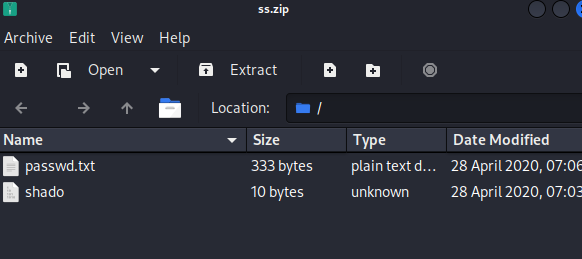 ss.zip
Archive Edit View Help
Open Extract
Location: /
Name Size Type Date Modified
passwd.txt 333 bytes plain text d... 28 April 2020, 07:06
shado 10 bytes unknown 28 April 2020, 07:03